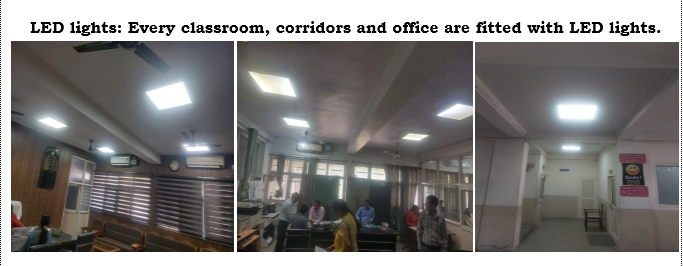 LED lights: Every classroom, corridors and office are fitted with LED lights.